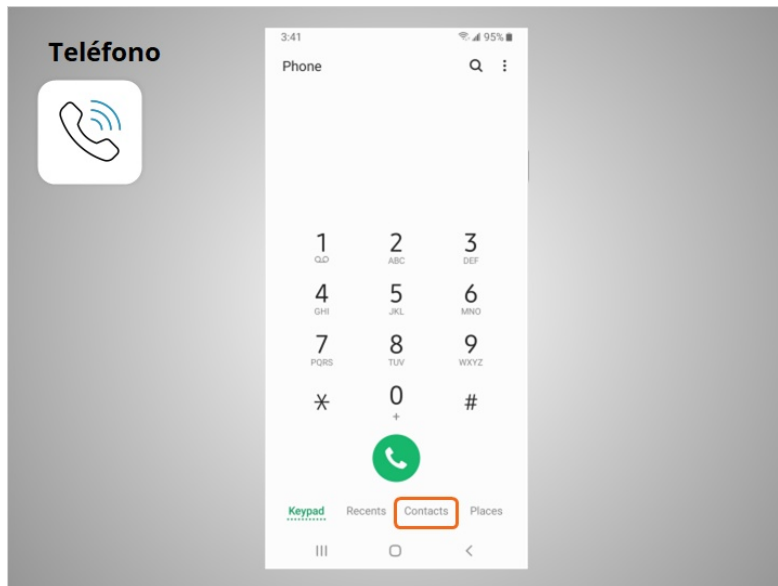 Teléfono
3:41 95%
Phone
1 2 3
ABC DEF
4 5 6
GHI JKL MNO
7 8 9
PQRS TUV WXYZ
* 0 #
+
Keypad Recents Contacts Places